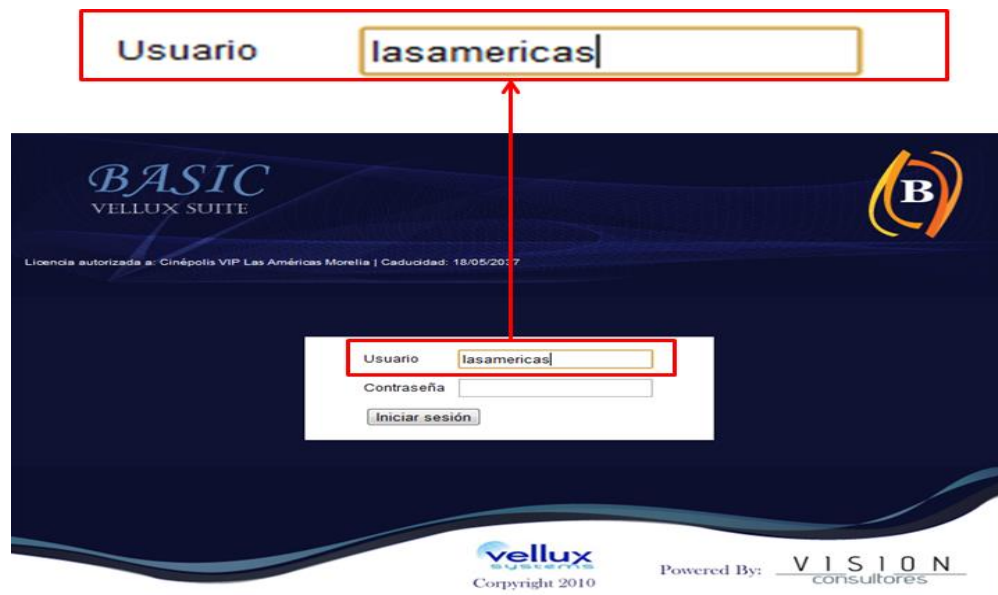 Usuario lasamericas
BASIC
VELLUX SUITE
B
Licencia autorizada a: Cinépolis VIP Las Américas Morelia | Caducidad: 18/05/2037
Usuario lasamericas
Contraseña
Iniciar sesión
vellux
systems
Corpyright 2010
Powered By:
VISION
consultores